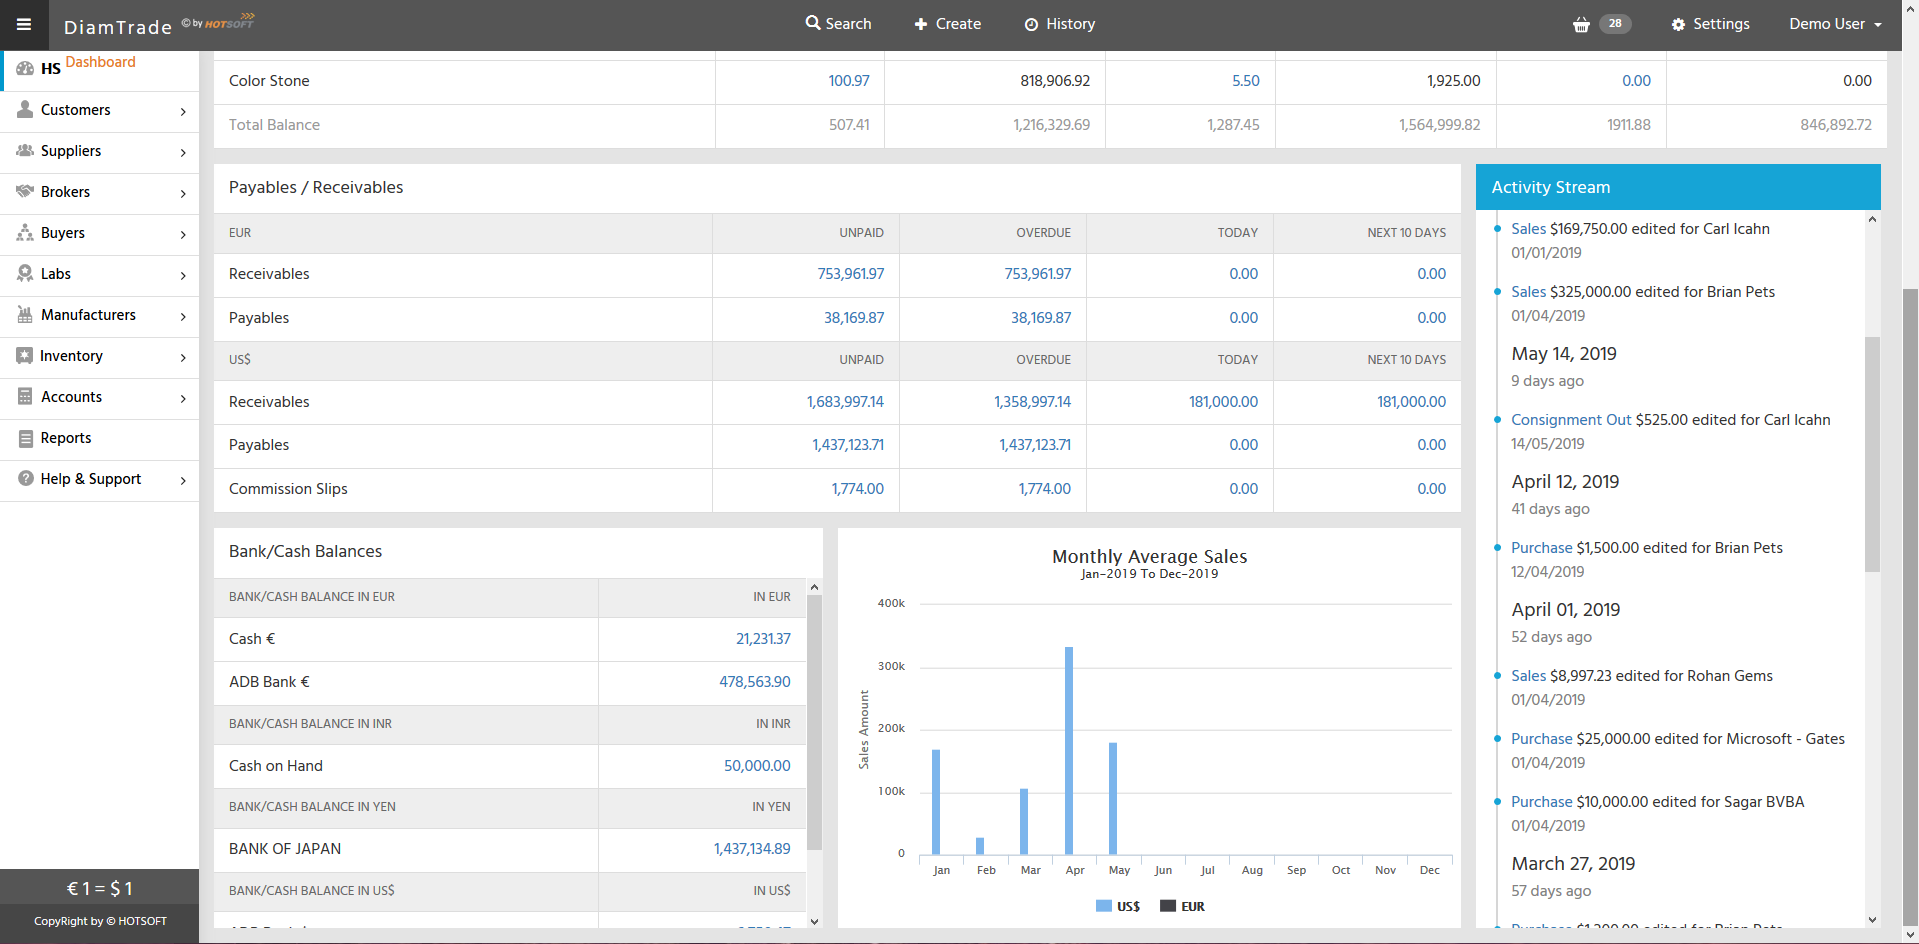 DiamTrade © by HOTSOFT
Search
Create
History
28
Settings
Demo User
HS Dashboard
Customers
Suppliers
Brokers
Buyers
Labs
Manufacturers
Inventory
Accounts
Reports
Help & Support
€ 1 = $ 1
CopyRight by © HOTSOFT
Color Stone 100.97 818,906.92 5.50 1,925.00 0.00 0.00
Total Balance 507.41 1,216,329.69 1,287.45 1,564,999.82 1911.88 846,892.72
Payables / Receivables
EUR UNPAID OVERDUE TODAY NEXT 10 DAYS
Receivables 753,961.97 753,961.97 0.00 0.00
Payables 38,169.87 38,169.87 0.00 0.00
US$ UNPAID OVERDUE TODAY NEXT 10 DAYS
Receivables 1,683,997.14 1,358,997.14 181,000.00 181,000.00
Payables 1,437,123.71 1,437,123.71 0.00 0.00
Commission Slips 1,774.00 1,774.00 0.00 0.00
Bank/Cash Balances
BANK/CASH BALANCE IN EUR IN EUR
Cash € 21,231.37
ADB Bank € 478,563.90
BANK/CASH BALANCE IN INR IN INR
Cash on Hand 50,000.00
BANK/CASH BALANCE IN YEN IN YEN
BANK OF JAPAN 1,437,134.89
BANK/CASH BALANCE IN US$ IN US$
Monthly Average Sales
Jan-2019 To Dec-2019
Sales Amount
400k
300k
200k
100k
0
Jan Feb Mar Apr May Jun Jul Aug Sep Oct Nov Dec
US$ EUR
Activity Stream
Sales $169,750.00 edited for Carl Icahn
01/01/2019
Sales $325,000.00 edited for Brian Pets
01/04/2019
May 14, 2019
9 days ago
Consignment Out $525.00 edited for Carl Icahn
14/05/2019
April 12, 2019
41 days ago
Purchase $1,500.00 edited for Brian Pets
12/04/2019
April 01, 2019
52 days ago
Sales $8,997.23 edited for Rohan Gems
01/04/2019
Purchase $25,000.00 edited for Microsoft - Gates
01/04/2019
Purchase $10,000.00 edited for Sagar BVBA
01/04/2019
March 27, 2019
57 days ago